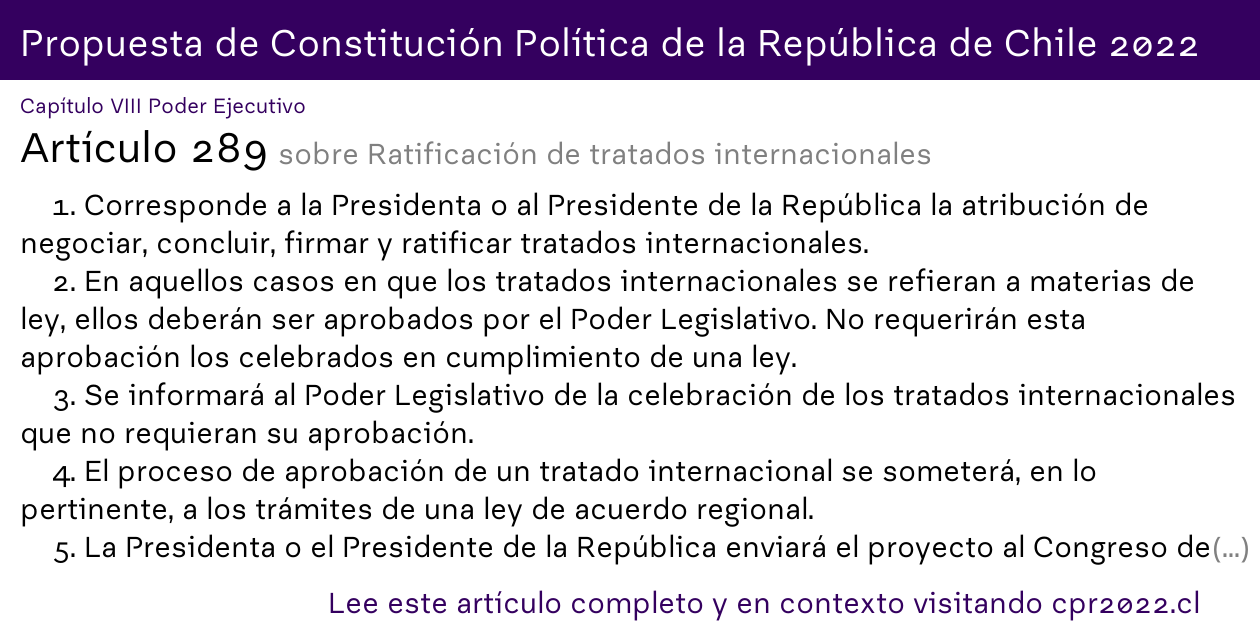 Propuesta de Constitución Política de la República de Chile 2022
Capítulo VIII Poder Ejecutivo
Artículo 289 sobre Ratificación de tratados internacionales
1. Corresponde a la Presidenta o al Presidente de la República la atribución de
negociar, concluir, firmar y ratificar tratados internacionales.
2. En aquellos casos en que los tratados internacionales se refieran a materias de
ley, ellos deberán ser aprobados por el Poder Legislativo. No requerirán esta
aprobación los celebrados en cumplimiento de una ley.
3. Se informará al Poder Legislativo de la celebración de los tratados internacionales
que no requieran su aprobación.
4. El proceso de aprobación de un tratado internacional se someterá, en lo
pertinente, a los trámites de una ley de acuerdo regional.
5. La Presidenta o el Presidente de la República enviará el proyecto al Congreso de(...)
Lee este artículo completo y en contexto visitando cpr2022.cl